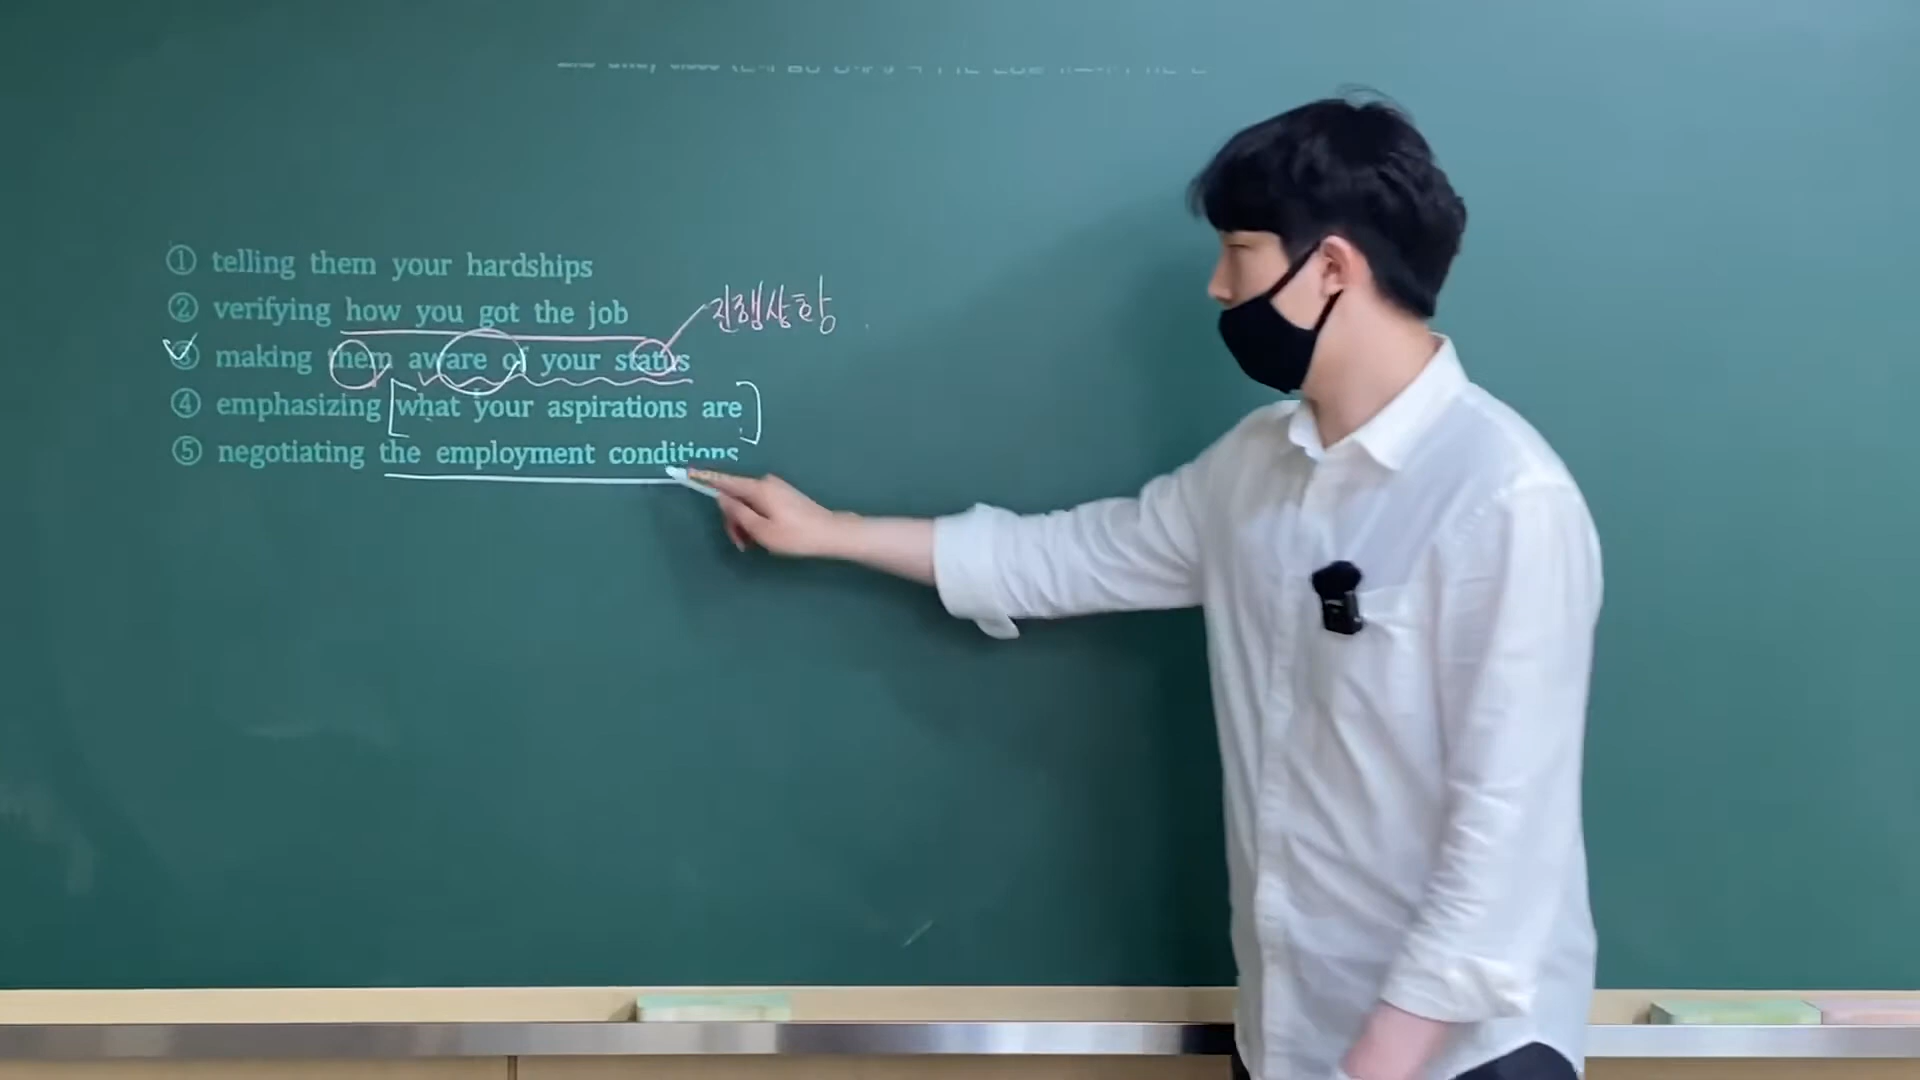 ① telling them your hardships
② verifying how you got the job
진행상황
③ making them aware of your status
④ emphasizing what your aspirations are
⑤ negotiating the employment conditions